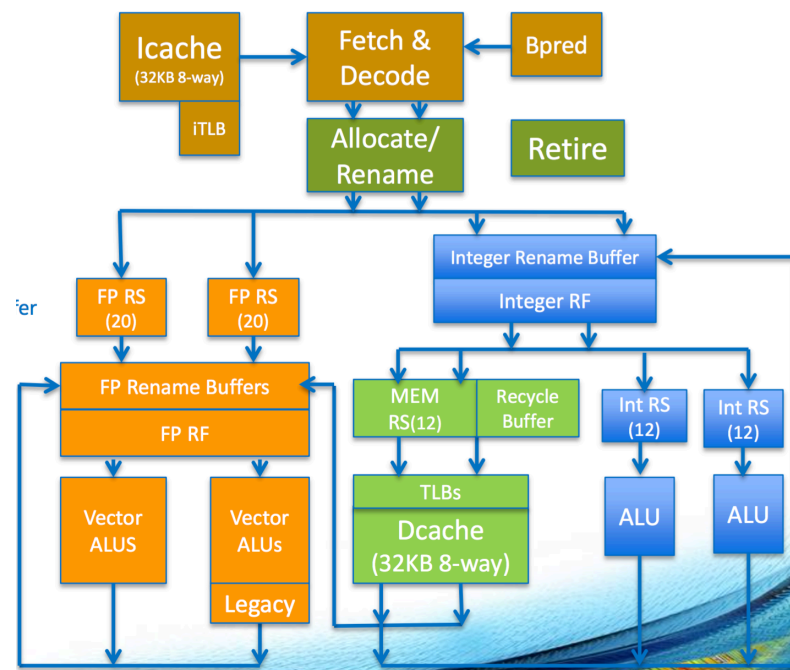 Icache
(32KB 8-way)
iTLB
Fetch &
Decode
Bpred
Allocate/
Rename
Retire
Integer Rename Buffer
Integer RF
fer
FP RS
(20)
FP RS
(20)
FP Rename Buffers
FP RF
MEM
RS(12)
Recycle
Buffer
Int RS
(12)
Int RS
(12)
Vector
ALUS
Vector
ALUs
Legacy
TLBs
Dcache
(32KB 8-way)
ALU
ALU